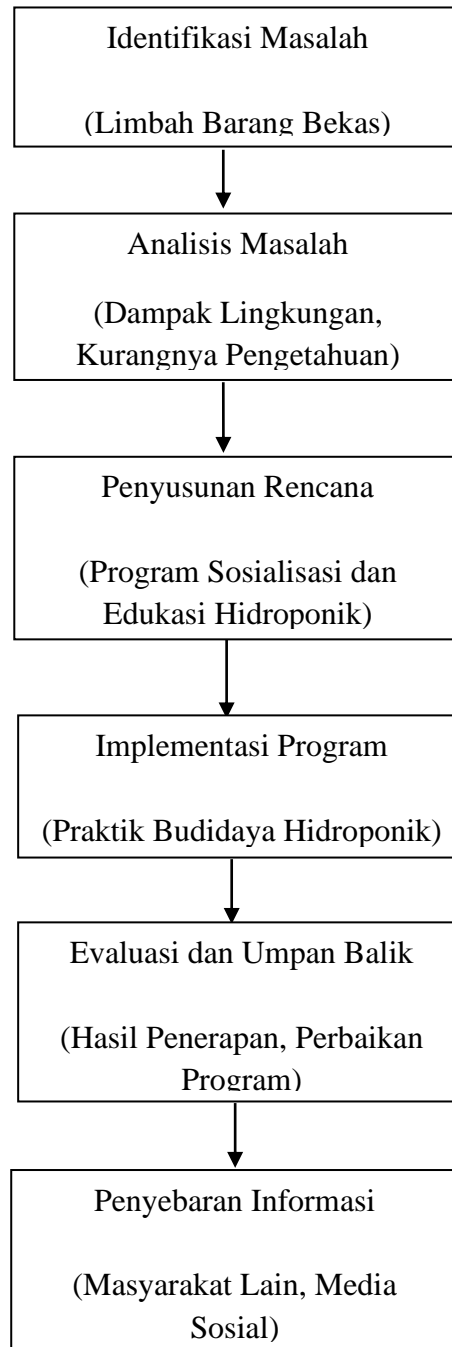 Identifikasi Masalah
(Limbah Barang Bekas)
Analisis Masalah
(Dampak Lingkungan,
Kurangnya Pengetahuan)
Penyusunan Rencana
(Program Sosialisasi dan
Edukasi Hidroponik)
Implementasi Program
(Praktik Budidaya Hidroponik)
Evaluasi dan Umpan Balik
(Hasil Penerapan, Perbaikan
Program)
Penyebaran Informasi
(Masyarakat Lain, Media
Sosial)